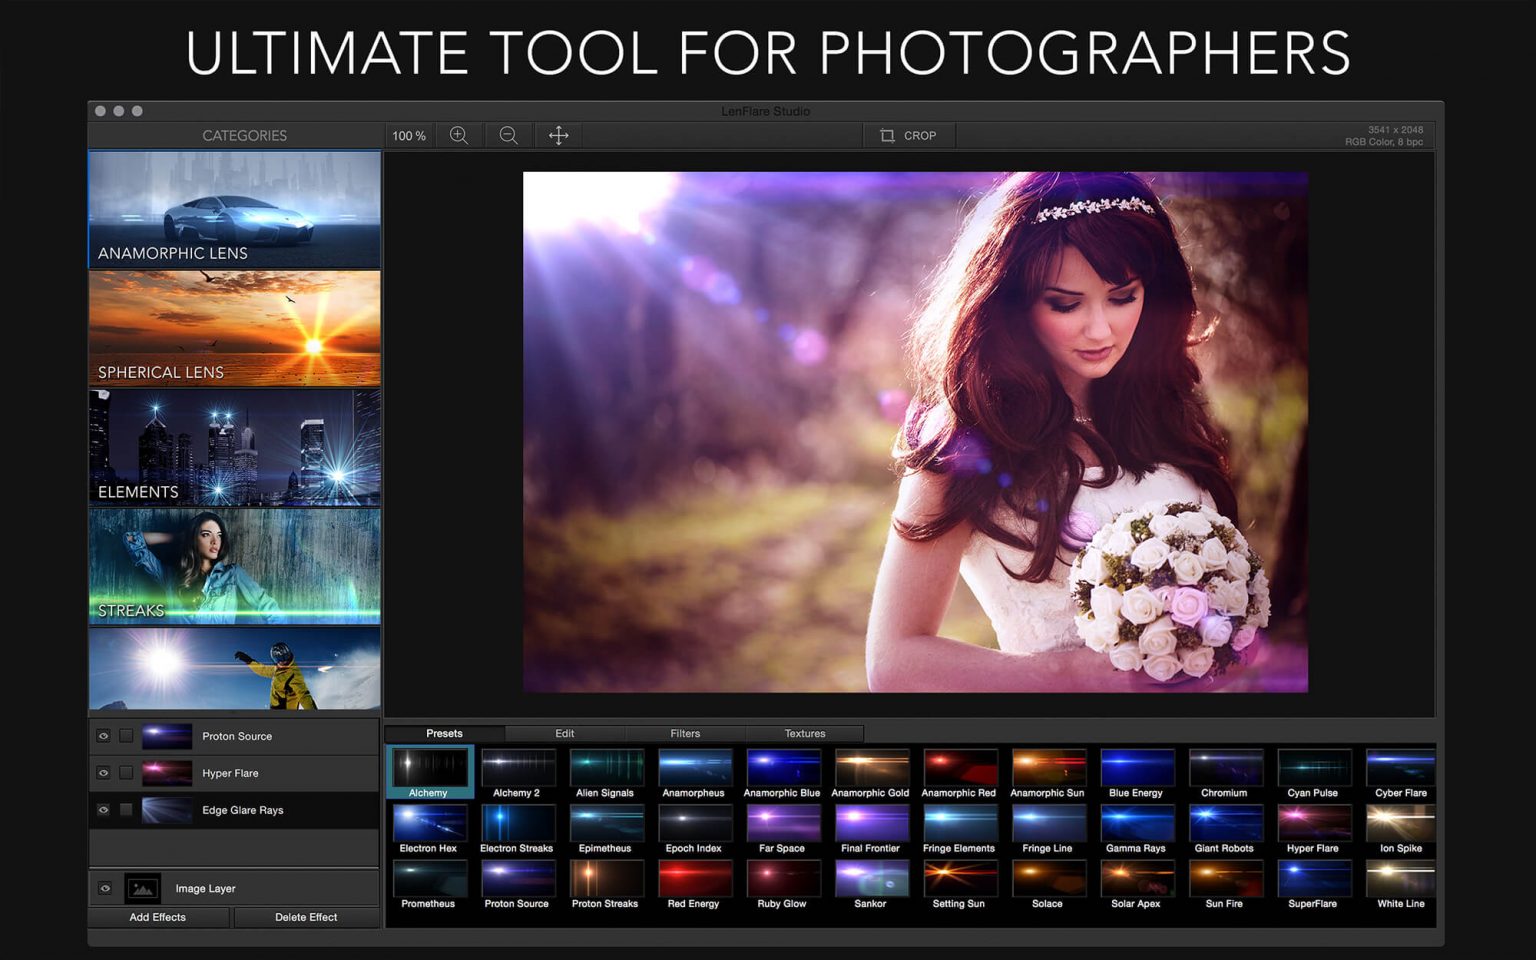 ULTIMATE TOOL FOR PHOTOGRAPHERS
LenFlare Studio
CATEGORIES
100 %
CROP
3541 x 2048
RGB Color, 8 bpc
ANAMORPHIC LENS
SPHERICAL LENS
ELEMENTS
STREAKS
Proton Source
Hyper Flare
Edge Glare Rays
Image Layer
Add Effects Delete Effect
Presets Edit Filters Textures
Alchemy Alchemy 2 Alien Signals Anamorpheus Anamorphic Blue Anamorphic Gold Anamorphic Red Anamorphic Sun Blue Energy Chromium Cyan Pulse Cyber Flare
Electron Hex Electron Streaks Epimetheus Epoch Index Far Space Final Frontier Fringe Elements Fringe Line Gamma Rays Giant Robots Hyper Flare Ion Spike
Prometheus Proton Source Proton Streaks Red Energy Ruby Glow Sankor Setting Sun Solace Solar Apex Sun Fire SuperFlare White Line